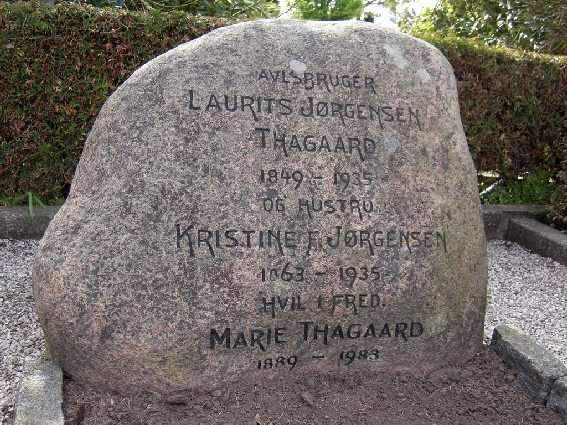 AVLSBRUGER
LAURITS JØRGENSEN
THAGAARD
1849 - 1935
OG HUSTRU
KRISTINE F. JØRGENSEN
1863 - 1935
HVIL I FRED.
MARIE THAGAARD
1889 - 1983